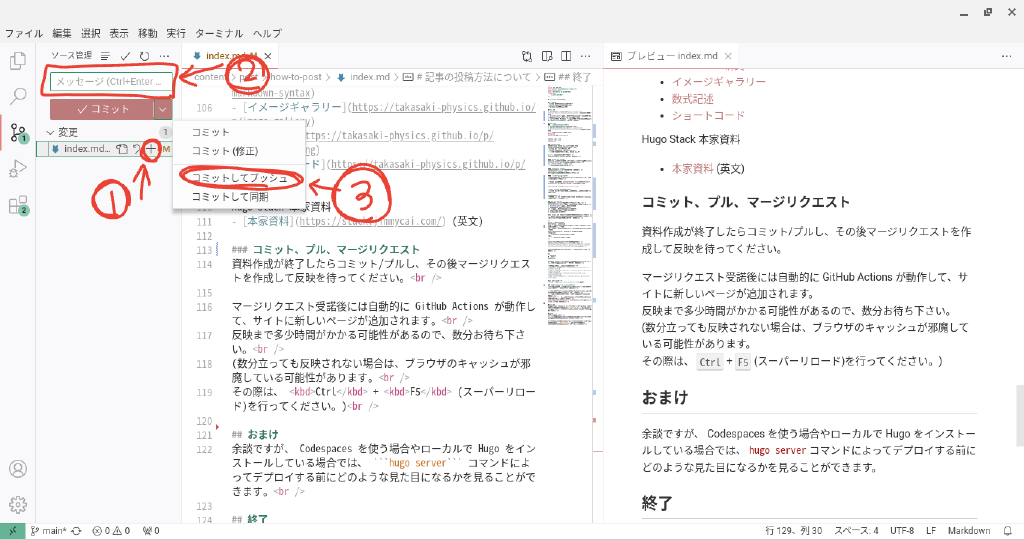 ファイル 編集 選択 表示 移動 実行 ターミナル ヘルプ
ソース管理
メッセージ (Ctrl+Enter ...
コミット
変更 1
index.md... M
①
②
③
コミット
コミット (修正)
コミットしてプッシュ
コミットして同期
index.md M
content > post > how-to-post > index.md > # 記事の投稿方法について > ## 終了
markdown-syntax)
106 - [イメージギャラリー](https://takasaki-physics.github.io/
https://takasaki-physics.github.io/p/
(https://takasaki-physics.github.io/p/
111 - [本家資料](https://stack.jimmycai.com/) (英文)
112
113 ### コミット、プル、マージリクエスト
114 資料作成が終了したらコミット/プルし、その後マージリクエス
トを作成して反映を待ってください。<br />
115
116 マージリクエスト受諾後には自動的に GitHub Actions が動作し
て、サイトに新しいページが追加されます。<br />
117 反映まで多少時間がかかる可能性があるので、数分お待ち下さ
い。<br />
118 (数分立っても反映されない場合は、ブラウザのキャッシュが邪
魔している可能性があります。<br />
119 その際は、 <kbd>Ctrl</kbd> + <kbd>F5</kbd> (スーパーリロー
ド)を行ってください。)<br />
120
121 ## おまけ
122 余談ですが、 Codespaces を使う場合やローカルで Hugo をイン
ストールしている場合では、 ```hugo server``` コマンドによ
ってデプロイする前にどのような見た目になるかを見ることがで
きます。<br />
123
124 ## 終了
プレビュー index.md
イメージギャラリー
数式記述
ショートコード
Hugo Stack 本家資料
本家資料 (英文)
コミット、プル、マージリクエスト
資料作成が終了したらコミット/プルし、その後マージリクエストを作
成して反映を待ってください。
マージリクエスト受諾後には自動的に GitHub Actions が動作して、サ
イトに新しいページが追加されます。
反映まで多少時間がかかる可能性があるので、数分お待ち下さい。
(数分立っても反映されない場合は、ブラウザのキャッシュが邪魔して
いる可能性があります。
その際は、 Ctrl + F5 (スーパーリロード)を行ってください。)
おまけ
余談ですが、 Codespaces を使う場合やローカルで Hugo をインストー
ルしている場合では、 hugo server コマンドによってデプロイする前に
どのような見た目になるかを見ることができます。
終了
1
2
main* 0 0 0
行 129、列 30 スペース: 4 UTF-8 LF Markdown